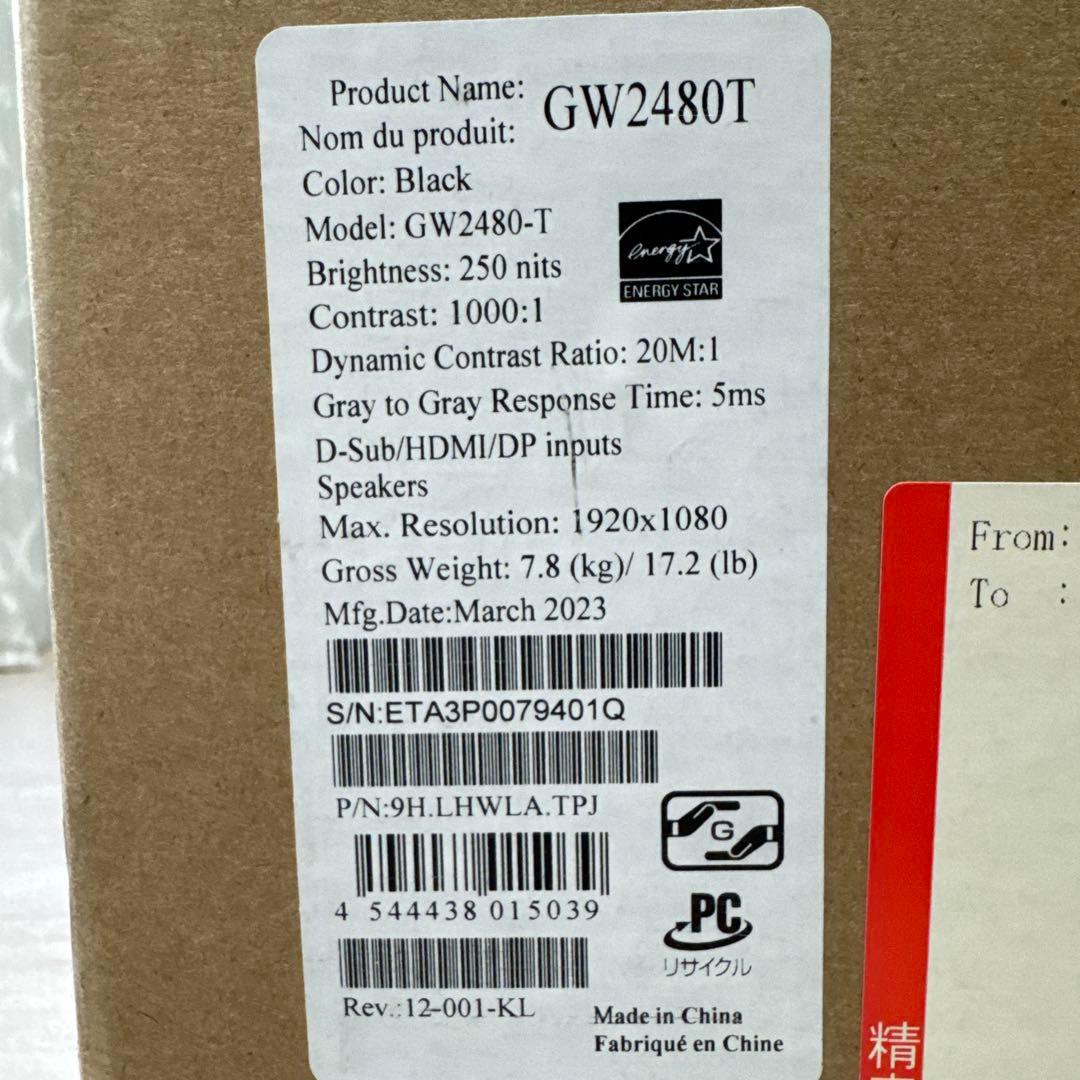 Product Name: GW2480T
Nom du produit:
Color: Black
Model: GW2480-T
Brightness: 250 nits
energy
ENERGY STAR
Contrast: 1000:1
Dynamic Contrast Ratio: 20M:1
Gray to Gray Response Time: 5ms
D-Sub/HDMI/DP inputs
Speakers
Max. Resolution: 1920x1080
Gross Weight: 7.8 (kg)/ 17.2 (lb)
Mfg.Date:March 2023
S/N:ETA3P0079401Q
P/N:9H.LHWLA.TPJ
G
4 544438 015039
PC
リサイクル
Rev.:12-001-KL
Made in China
Fabriqué en Chine
From:
To :
精